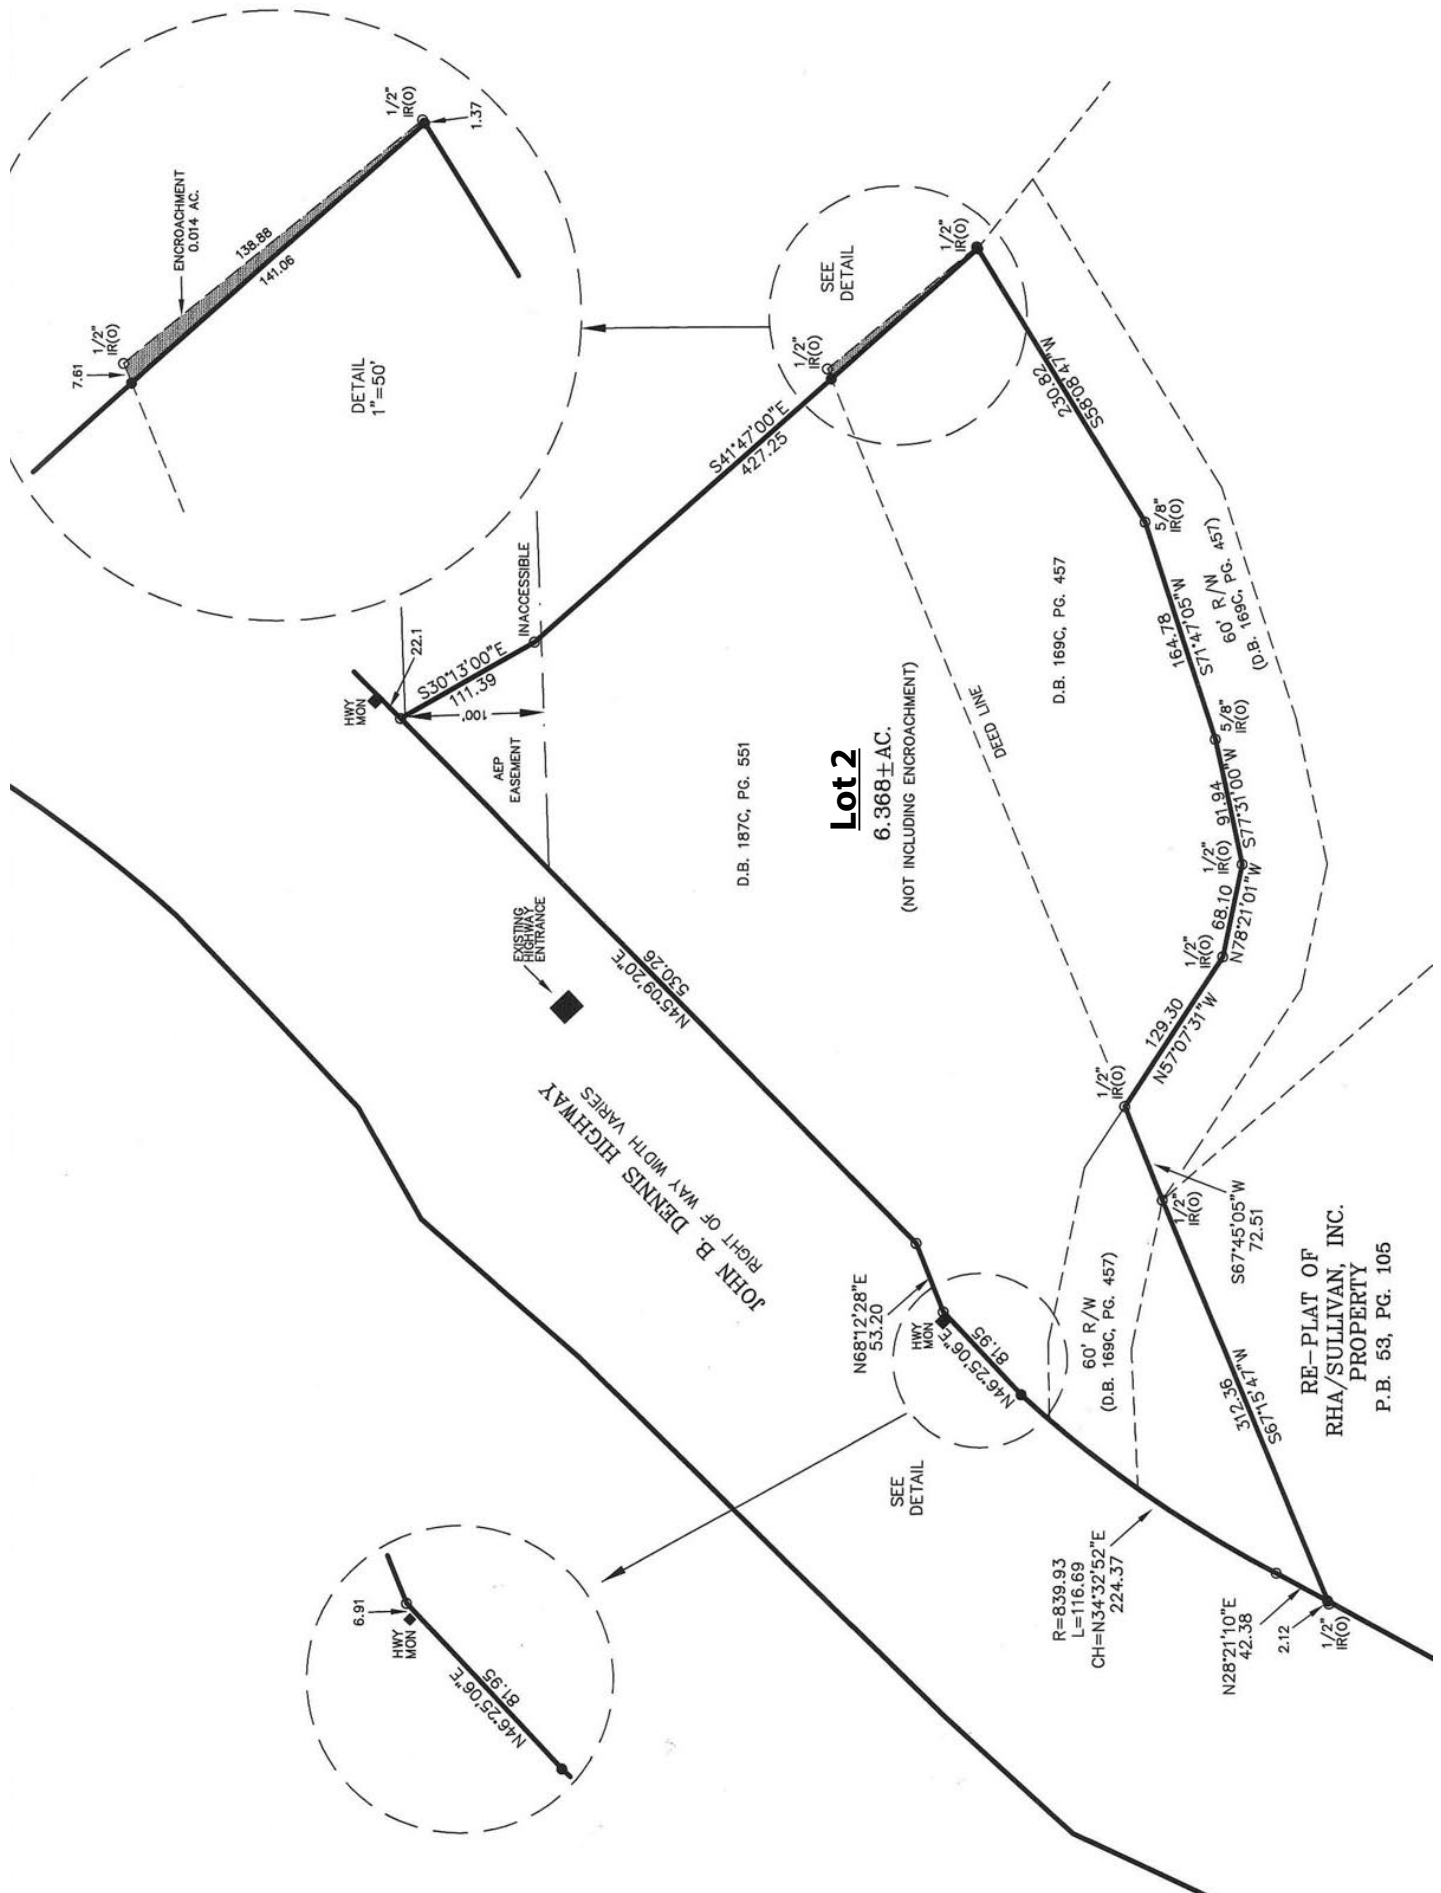 1/2"
IR(O)
1.37
ENCROACHMENT
0.014 AC.
138.88
141.06
1/2"
IR(O)
7.61
DETAIL
1"=50'
SEE
DETAIL
1/2"
IR(O)
1/2"
IR(O)
S41°47'00"E
427.25
S58°08'47"W
230.82
INACCESSIBLE
22.1
S30°13'00"E
111.39
HWY
MON
100'
AEP
EASEMENT
5/8"
IR(O)
60' R/W
(D.B. 169C, PG. 457)
164.78
S71°47'05"W
D.B. 169C, PG. 457
DEED LINE
5/8"
IR(O)
91.94
S77°31'00"W
D.B. 187C, PG. 551
Lot 2
6.368±AC.
(NOT INCLUDING ENCROACHMENT)
1/2"
IR(O)
68.10
N78°21'01"W
1/2"
IR(O)
EXISTING
HIGHWAY
ENTRANCE
N45°09'20"E
530.26
129.30
N57°07'31"W
1/2"
IR(O)
JOHN B. DENNIS HIGHWAY
RIGHT OF WAY WIDTH VARIES
1/2"
IR(O)
S67°45'05"W
72.51
N68°12'28"E
53.20
HWY
MON
N46°25'06"E
81.95
60' R/W
(D.B. 169C, PG. 457)
312.36
S67°15'47"W
RE-PLAT OF
RHA/SULLIVAN, INC.
PROPERTY
P.B. 53, PG. 105
SEE
DETAIL
R=839.93
L=116.69
CH=N34°32'52"E
224.37
N28°21'10"E
42.38
2.12
1/2"
IR(O)
6.91
HWY
MON
N46°25'06"E
81.95